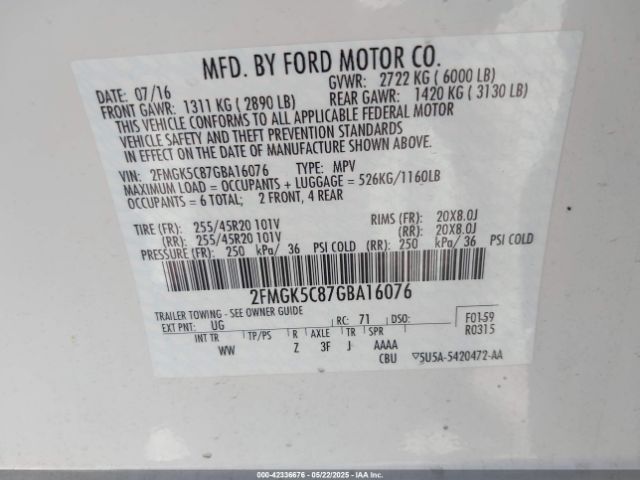 MFD. BY FORD MOTOR CO.
DATE: 07/16 GVWR: 2722 KG ( 6000 LB)
FRONT GAWR: 1311 KG ( 2890 LB) REAR GAWR: 1420 KG ( 3130 LB)
THIS VEHICLE CONFORMS TO ALL APPLICABLE FEDERAL MOTOR
VEHICLE SAFETY AND THEFT PREVENTION STANDARDS
IN EFFECT ON THE DATE OF MANUFACTURE SHOWN ABOVE.
VIN: 2FMGK5C87GBA16076 TYPE: MPV
MAXIMUM LOAD = OCCUPANTS + LUGGAGE = 526KG/1160LB
OCCUPANTS = 6 TOTAL; 2 FRONT, 4 REAR
TIRE (FR): 255/45R20 101V RIMS (FR): 20X8.0J
(RR): 255/45R20 101V (RR): 20X8.0J
PRESSURE (FR): 250 kPa/ 36 PSI COLD (RR): 250 kPa/ 36 PSI COLD
2FMGK5C87GBA16076
TRAILER TOWING - SEE OWNER GUIDE
EXT PNT: UG RC: 71 DSO: F0159
R0315
INT TR TP/PS R AXLE TR SPR
WW Z 3F J AAAA
CBU 5U5A-5420472-AA
000-42336676 | 05/22/2025 | IAA Inc.